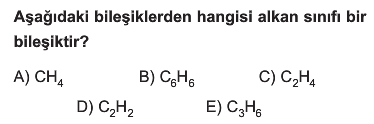 Aşağıdaki bileşiklerden hangisi alkan sınıfı bir
bileşiktir?
A) CH₄ B) C₆H₆ C) C₂H₄
D) C₂H₂ E) C₃H₆